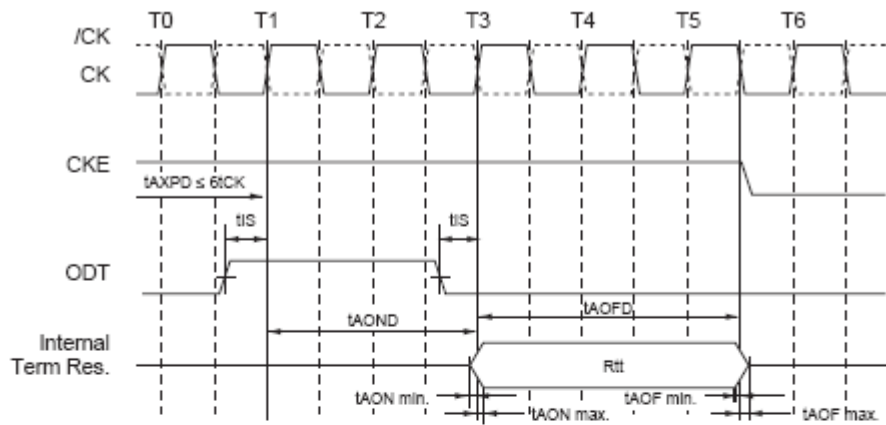 T0 T1 T2 T3 T4 T5 T6
/CK
CK
CKE
tAXPD ≤ 6tCK
tIS tIS
ODT
tAOFD
tAOND
Internal
Term Res.
Rtt
tAON min. tAOF min.
tAON max. tAOF max.